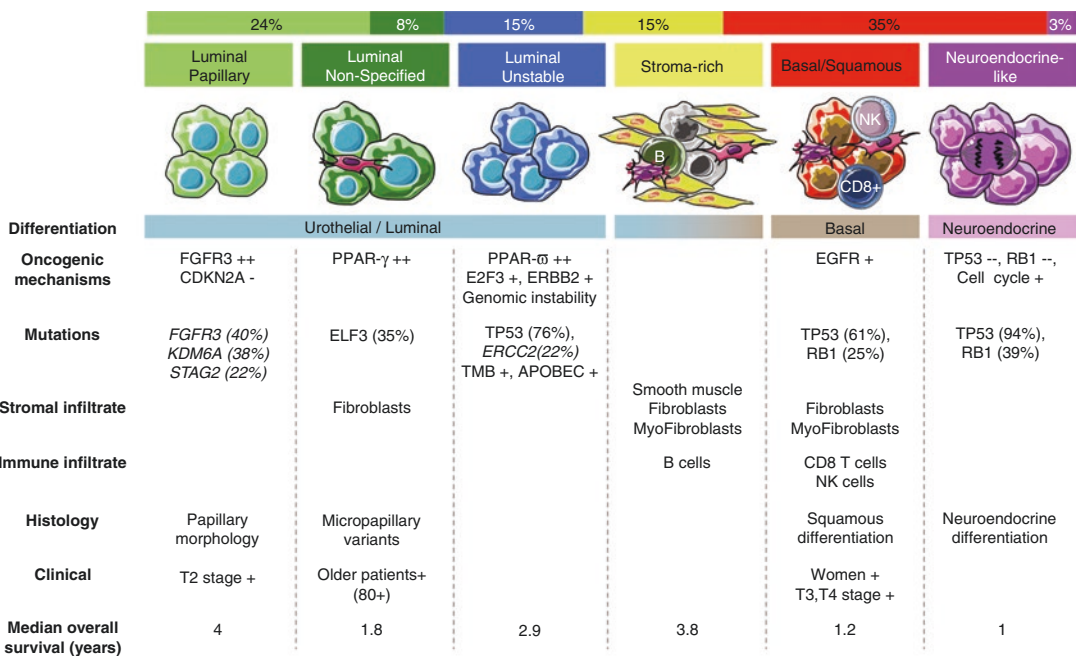 24% 8% 15% 15% 35% 3%
Luminal Papillary
Luminal Non-Specified
Luminal Unstable
Stroma-rich
Basal/Squamous
Neuroendocrine-like
B
NK
CD8+
Differentiation
Urothelial / Luminal
Basal
Neuroendocrine
Oncogenic mechanisms
FGFR3 ++
CDKN2A -
PPAR-γ ++
PPAR-ϖ ++
E2F3 +, ERBB2 +
Genomic instability
EGFR +
TP53 --, RB1 --,
Cell cycle +
Mutations
FGFR3 (40%)
KDM6A (38%)
STAG2 (22%)
ELF3 (35%)
TP53 (76%),
ERCC2(22%)
TMB +, APOBEC +
TP53 (61%),
RB1 (25%)
TP53 (94%),
RB1 (39%)
Stromal infiltrate
Fibroblasts
Smooth muscle
Fibroblasts
MyoFibroblasts
Fibroblasts
MyoFibroblasts
Immune infiltrate
B cells
CD8 T cells
NK cells
Histology
Papillary
morphology
Micropapillary
variants
Squamous
differentiation
Neuroendocrine
differentiation
Clinical
T2 stage +
Older patients+
(80+)
Women +
T3,T4 stage +
Median overall
survival (years)
4 1.8 2.9 3.8 1.2 1